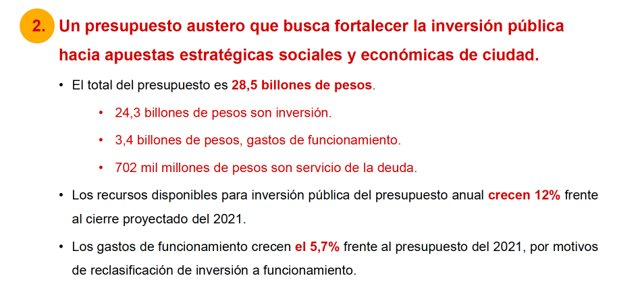 2. Un presupuesto austero que busca fortalecer la inversión pública
hacia apuestas estratégicas sociales y económicas de ciudad.
• El total del presupuesto es 28,5 billones de pesos.
• 24,3 billones de pesos son inversión.
• 3,4 billones de pesos, gastos de funcionamiento.
• 702 mil millones de pesos son servicio de la deuda.
• Los recursos disponibles para inversión pública del presupuesto anual crecen 12% frente
al cierre proyectado del 2021.
• Los gastos de funcionamiento crecen el 5,7% frente al presupuesto del 2021, por motivos
de reclasificación de inversión a funcionamiento.